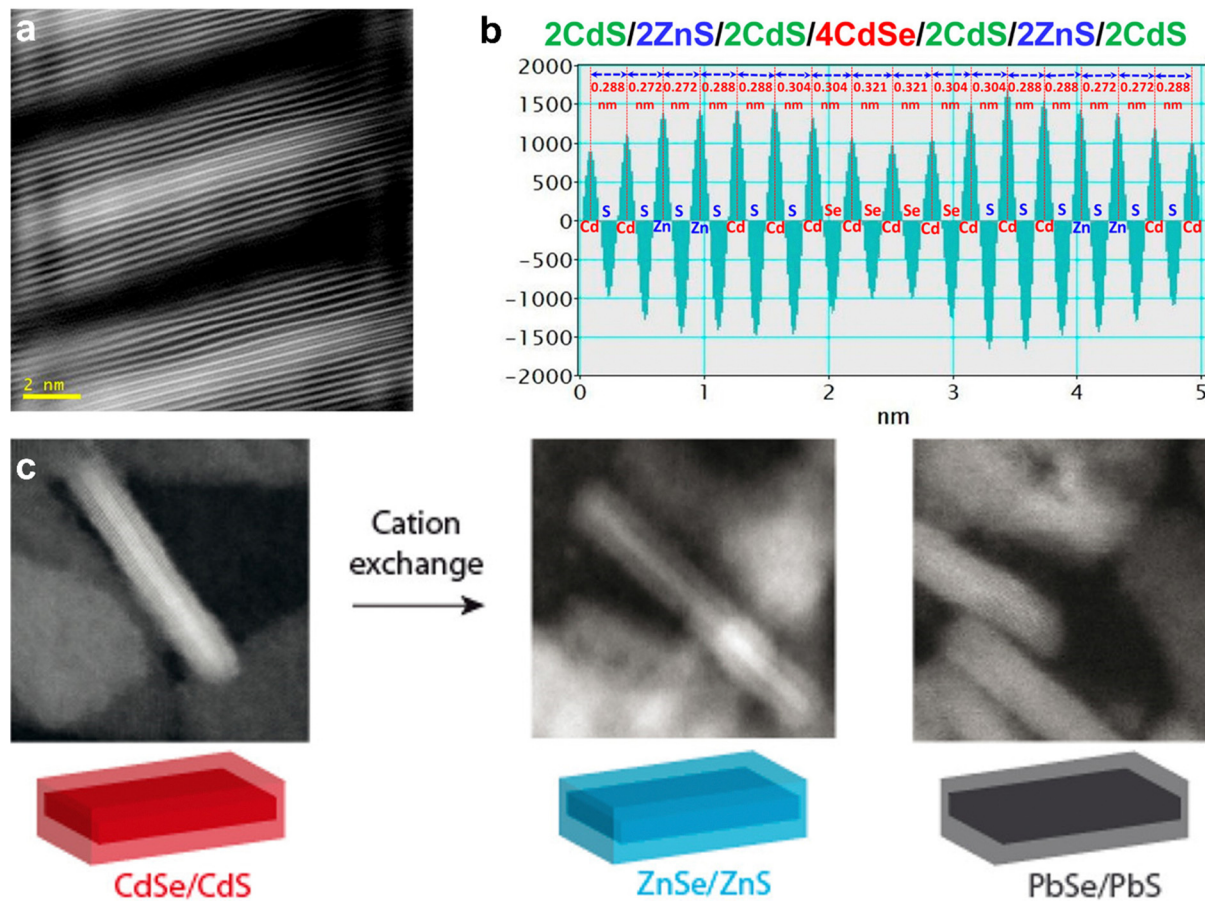 a
2 nm
b
2CdS/2ZnS/2CdS/4CdSe/2CdS/2ZnS/2CdS
2000
1500
1000
500
0
-500
-1000
-1500
-2000
0.288 0.272 0.272 0.288 0.288 0.304 0.304 0.321 0.321 0.304 0.304 0.288 0.288 0.272 0.272 0.288
nm nm nm nm nm nm nm nm nm nm nm nm nm nm nm nm
S S S S S S Se Se Se Se S S S S S S
Cd Cd Zn Zn Cd Cd Cd Cd Cd Cd Cd Cd Cd Zn Zn Cd Cd
0 1 2 3 4 5
nm
c
Cation
exchange
CdSe/CdS
ZnSe/ZnS
PbSe/PbS